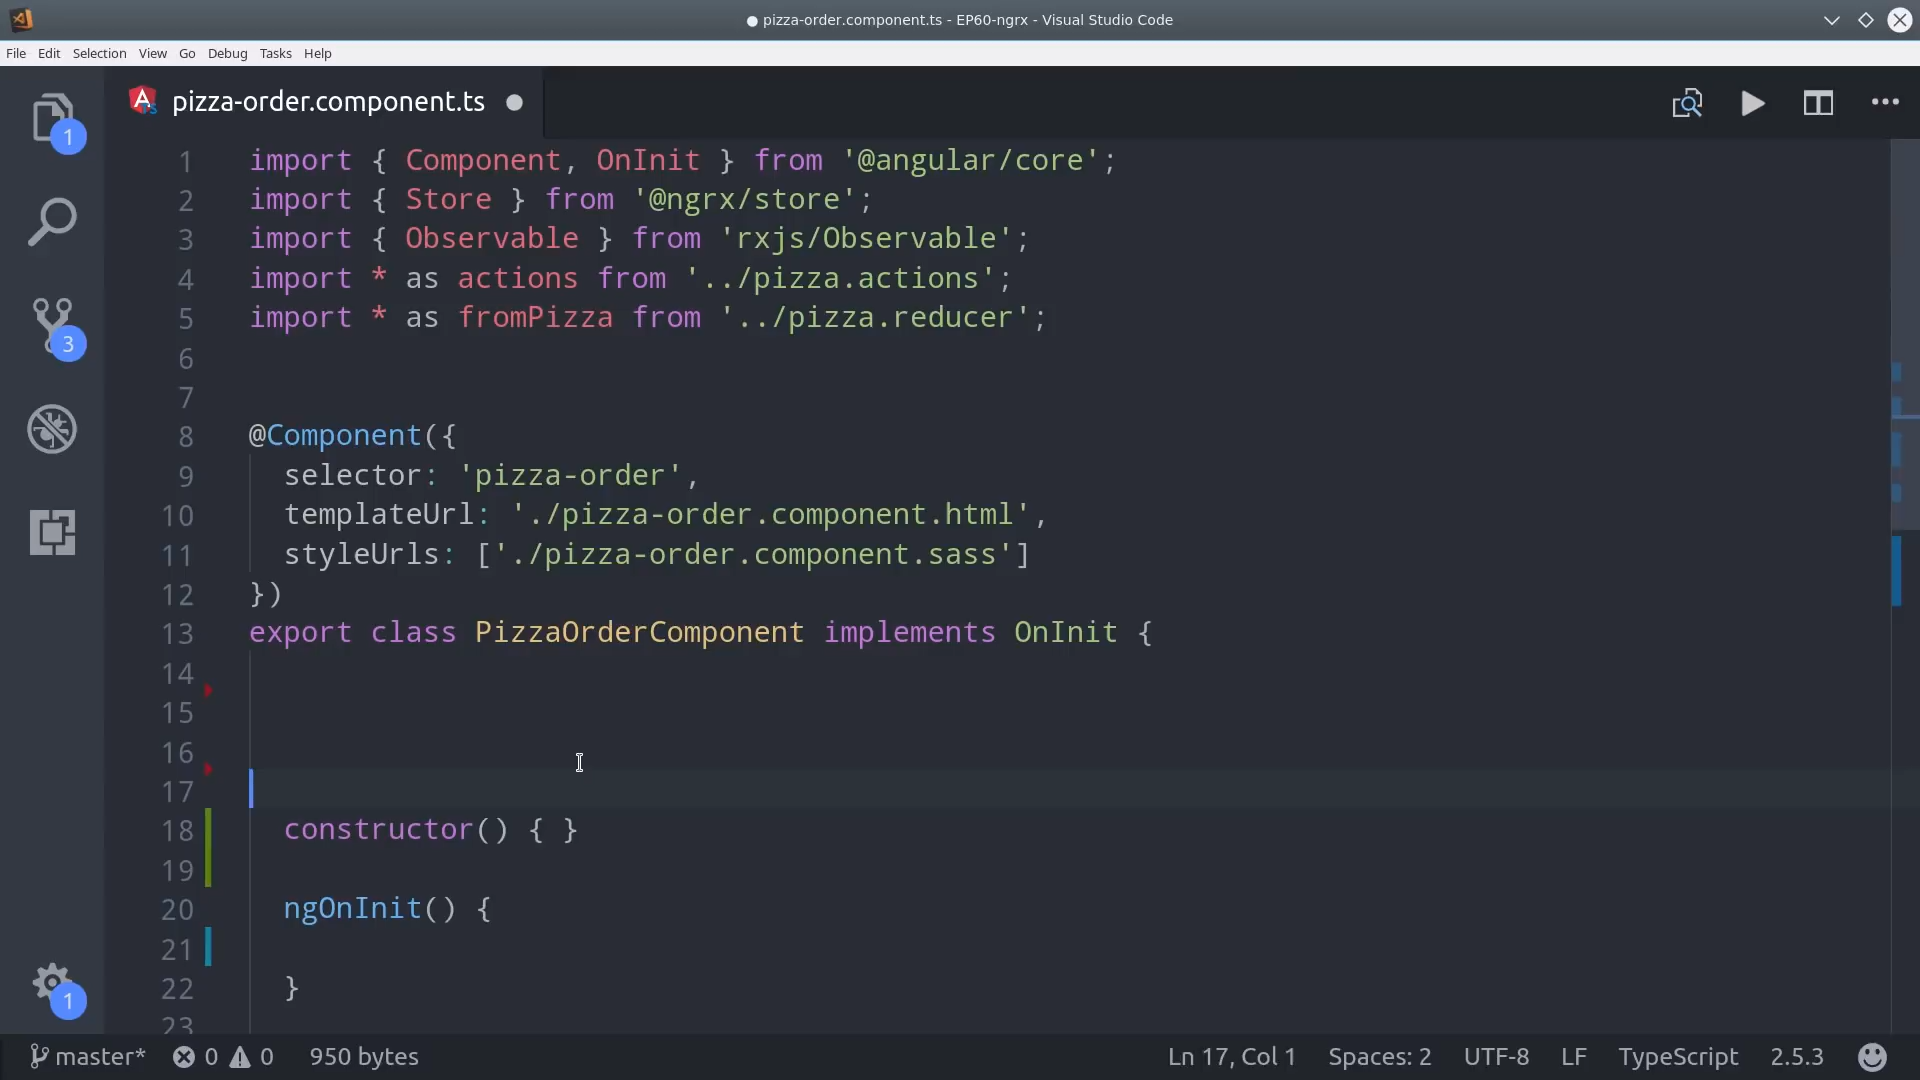 ● pizza-order.component.ts - EP60-ngrx - Visual Studio Code
File Edit Selection View Go Debug Tasks Help
pizza-order.component.ts ●
1 import { Component, OnInit } from '@angular/core';
2 import { Store } from '@ngrx/store';
3 import { Observable } from 'rxjs/Observable';
4 import * as actions from '../pizza.actions';
5 import * as fromPizza from '../pizza.reducer';
6
7
8 @Component({
9 selector: 'pizza-order',
10 templateUrl: './pizza-order.component.html',
11 styleUrls: ['./pizza-order.component.sass']
12 })
13 export class PizzaOrderComponent implements OnInit {
14
15
16
17
18 constructor() { }
19
20 ngOnInit() {
21
22 }
23
1
3
1
master* 0 0 950 bytes Ln 17, Col 1 Spaces: 2 UTF-8 LF TypeScript 2.5.3